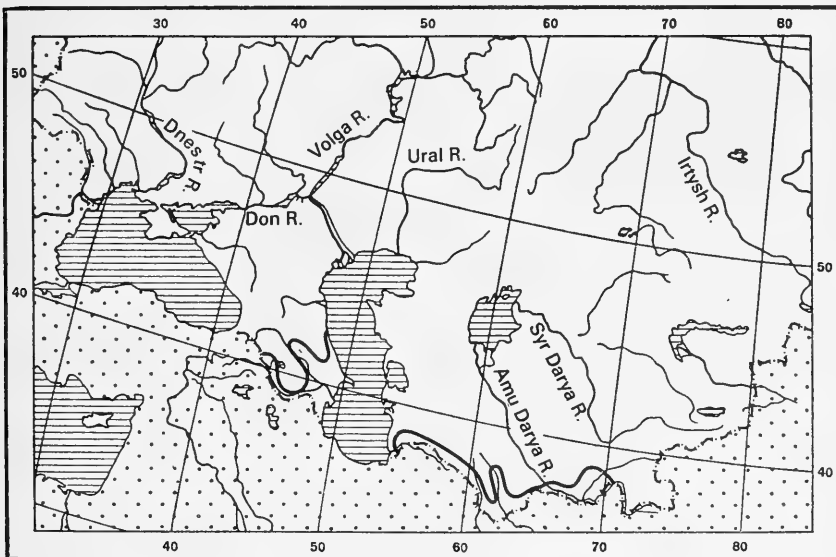 30 40 50 60 70 80
50
Dnestr R.
Volga R.
Ural R.
Irtysh R.
Don R.
50
40
Syr Darya R.
Amu Darya R.
40
40 50 60 70 80